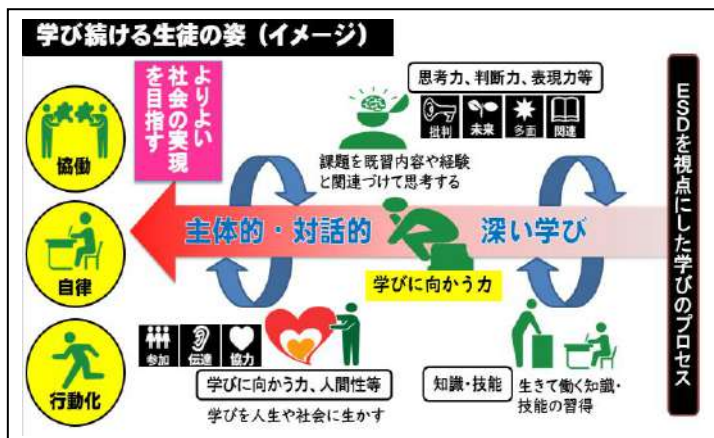 学び続ける生徒の姿（イメージ）
よりよい
社会の実現
を目指す
思考力、判断力、表現力等
批判
未来
多面
関連
課題を既習内容や経験
と関連づけて思考する
協働
自律
行動化
主体的・対話的
深い学び
学びに向かう力
参加
伝達
協力
学びに向かう力、人間性等
学びを人生や社会に生かす
知識・技能
生きて働く知識・
技能の習得
ESDを視点にした学びのプロセス